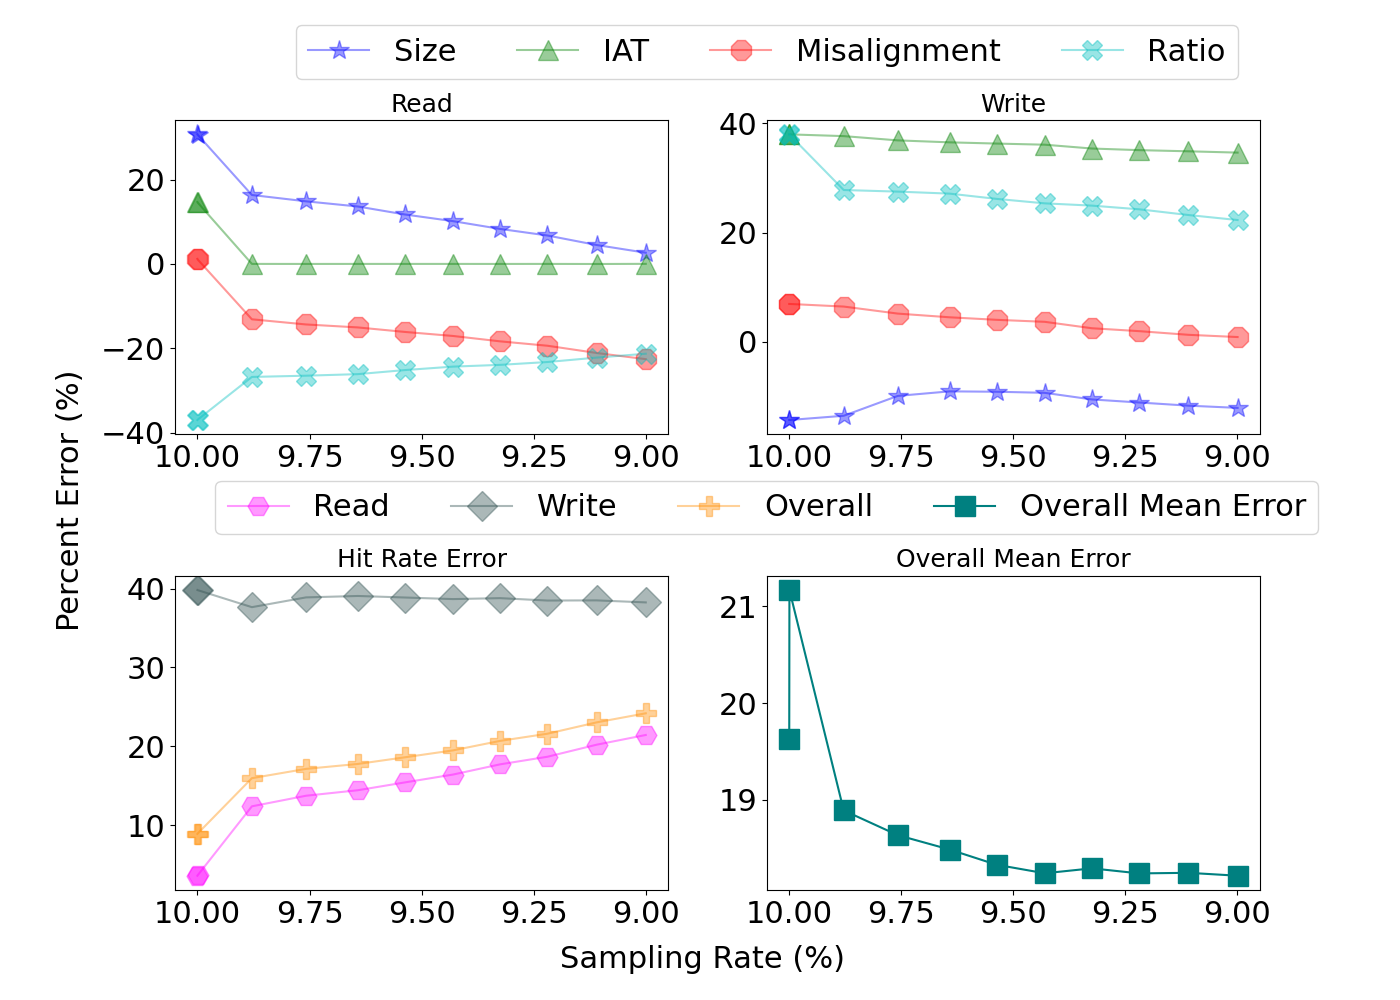 Size IAT Misalignment Ratio
Read Write
20
0
−20
−40
40
20
0
10.00 9.75 9.50 9.25 9.00
10.00 9.75 9.50 9.25 9.00
Percent Error (%)
Read Write Overall Overall Mean Error
Hit Rate Error Overall Mean Error
40
30
20
10
21
20
19
10.00 9.75 9.50 9.25 9.00
10.00 9.75 9.50 9.25 9.00
Sampling Rate (%)